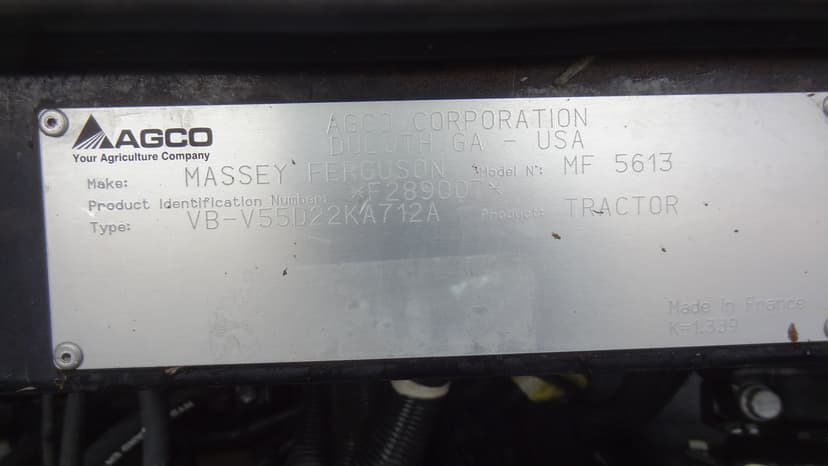 AGCO
Your Agriculture Company
AGCO CORPORATION
DULUTH GA - USA
Make: MASSEY FERGUSON Model N°: MF 5613
Product Identification Number:
Type: VB-V55D22KA712A Product: TRACTOR
Made in France
K=1.339